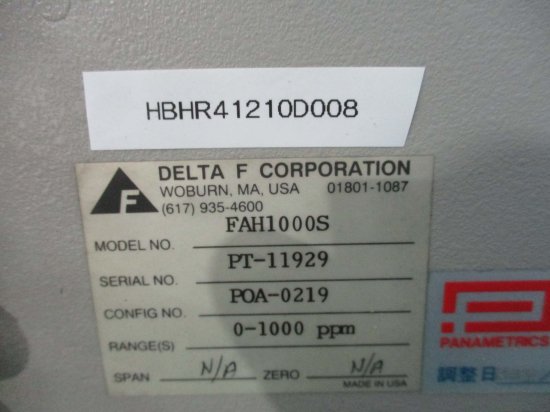 HBHR41210D008
DELTA F CORPORATION
WOBURN, MA, USA 01801-1087
(617) 935-4600
F
MODEL NO. FAH1000S
SERIAL NO. PT-11929
CONFIG NO. POA-0219
RANGE(S) 0-1000 ppm
SPAN N/A ZERO N/A
MADE IN USA
PANAMETRICS
調整日